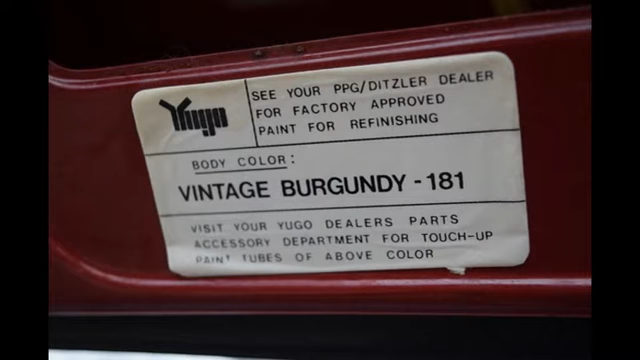 Yugo
SEE YOUR PPG/DITZLER DEALER
FOR FACTORY APPROVED
PAINT FOR REFINISHING
BODY COLOR:
VINTAGE BURGUNDY - 181
VISIT YOUR YUGO DEALERS PARTS
ACCESSORY DEPARTMENT FOR TOUCH-UP
PAINT TUBES OF ABOVE COLOR